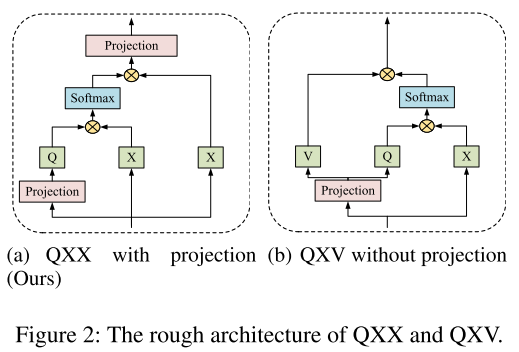 Projection
Softmax
Q
X
X
Projection
(a) QXX with projection
(Ours)
Softmax
V
Q
X
Projection
(b) QXV without projection
Figure 2: The rough architecture of QXX and QXV.